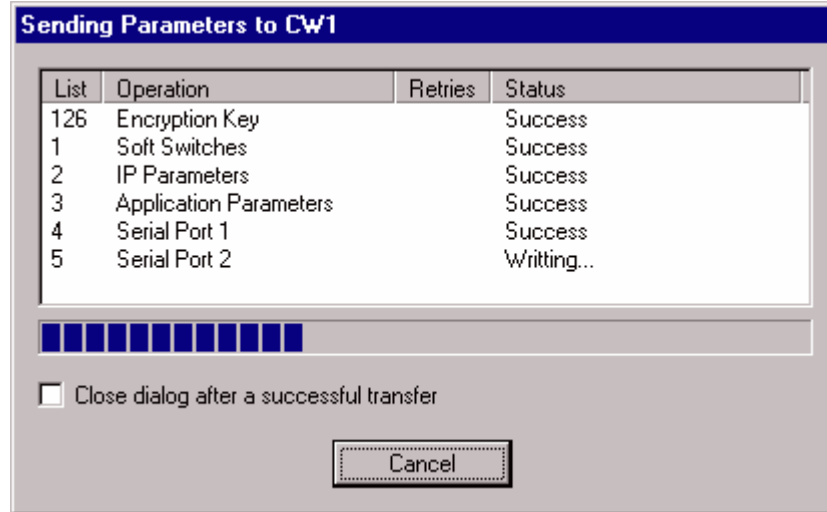 Sending Parameters to CW1
List Operation Retries Status
126 Encryption Key Success
1 Soft Switches Success
2 IP Parameters Success
3 Application Parameters Success
4 Serial Port 1 Success
5 Serial Port 2 Writting...
Close dialog after a successful transfer
Cancel